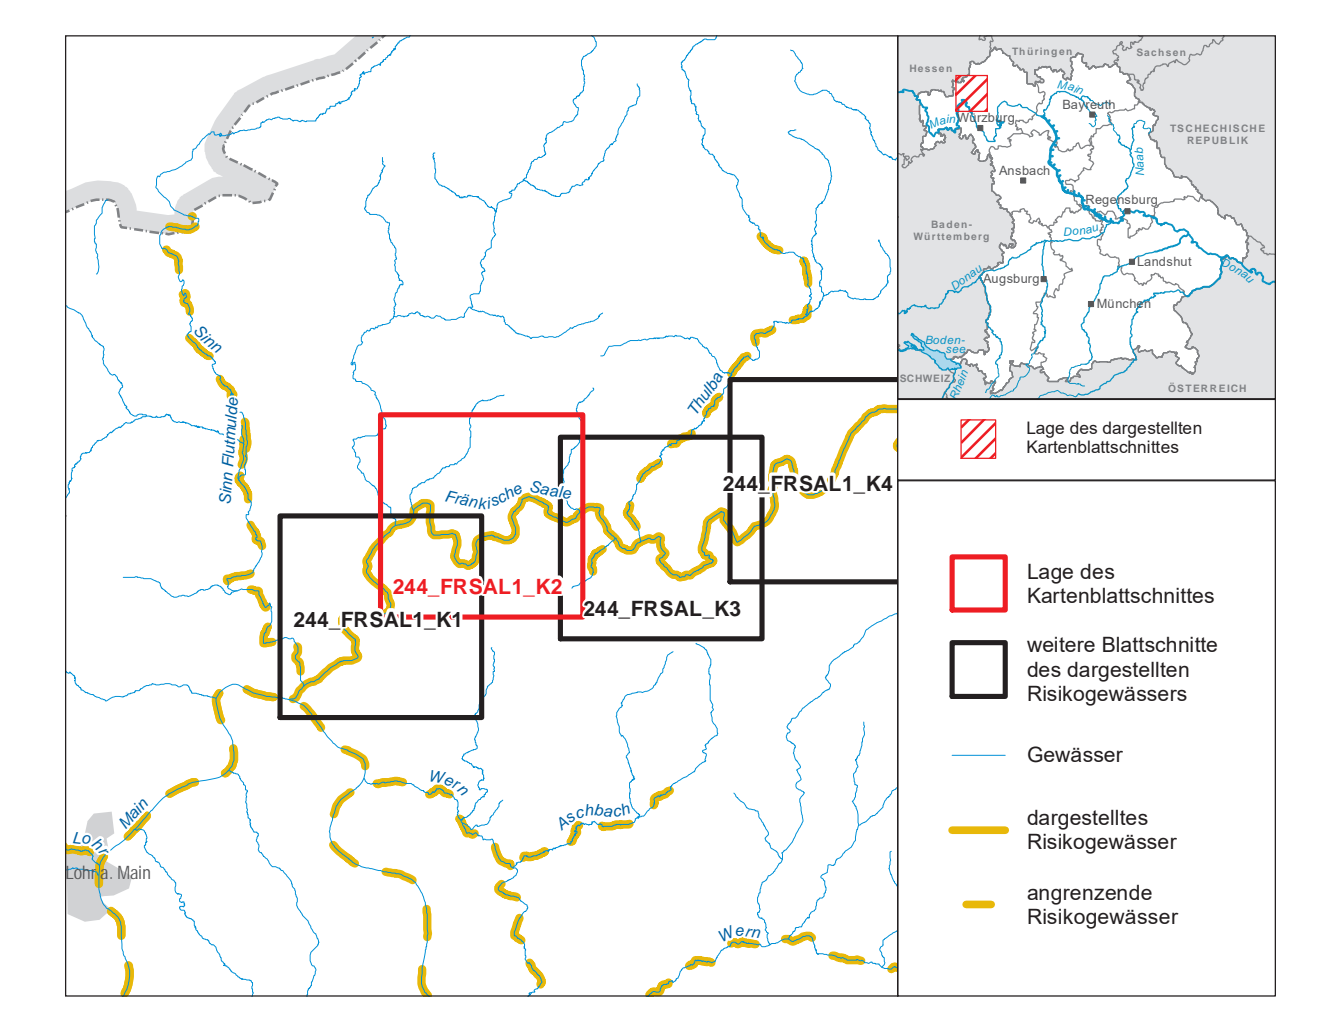 Sinn
Sinn Flutmulde
Thulba
Fränkische Saale
244_FRSAL1_K4
244_FRSAL1_K2
244_FRSAL_K3
244_FRSAL1_K1
Wern
Aschbach
Main
Lohr
Lohr a. Main
Wern
Thüringen
Sachsen
Hessen
Main
Bayreuth
Main
Würzburg
TSCHECHISCHE
REPUBLIK
Naab
Ansbach
Regensburg
Baden-
Württemberg
Donau
Landshut
Donau
Augsburg
Donau
München
Boden-
see
SCHWEIZ
Rhein
ÖSTERREICH
Lage des dargestellten
Kartenblattschnittes
Lage des
Kartenblattschnittes
weitere Blattschnitte
des dargestellten
Risikogewässers
Gewässer
dargestelltes
Risikogewässer
angrenzende
Risikogewässer